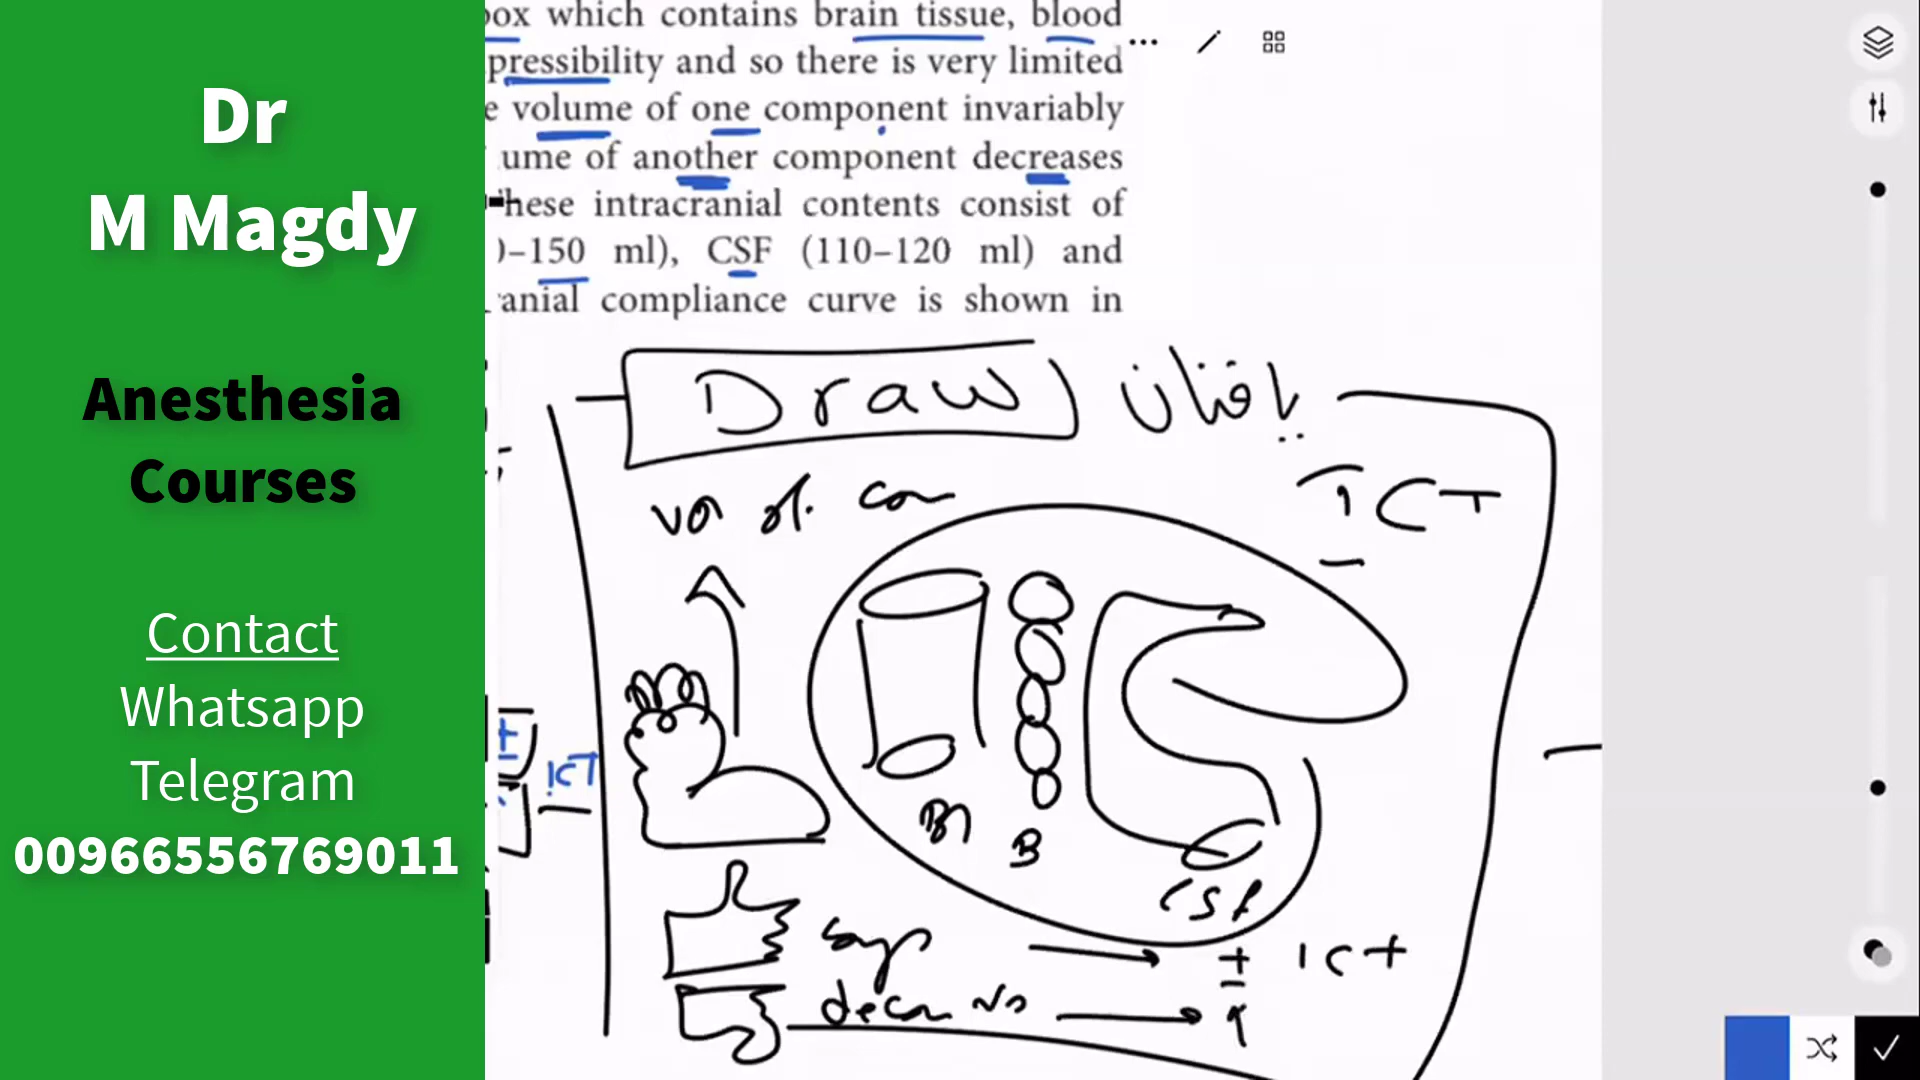 Dr
M Magdy
Anesthesia
Courses
Contact
Whatsapp
Telegram
00966556769011
ox which contains brain tissue, blood
pressibility and so there is very limited
e volume of one component invariably
ume of another component decreases
hese intracranial contents consist of
–150 ml), CSF (110–120 ml) and
anial compliance curve is shown in
Draw يافنان
ICT
B
CSF
ICT
± ICT